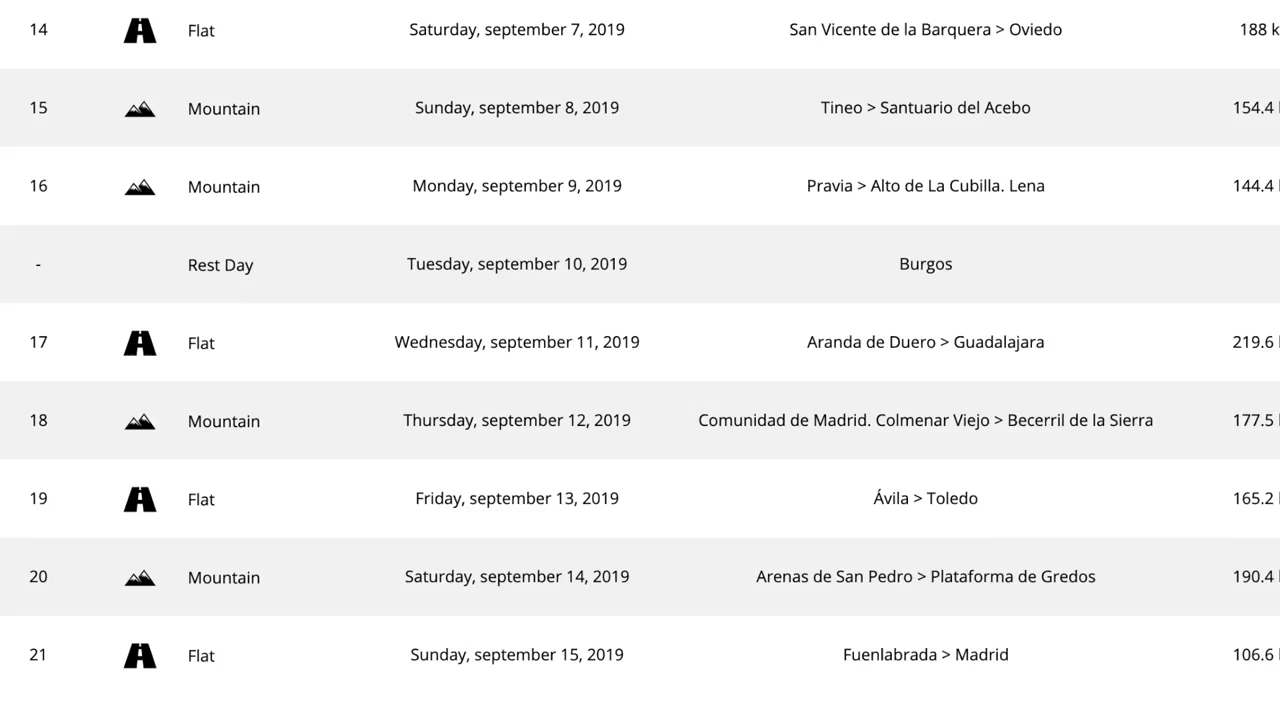 14 Flat Saturday, september 7, 2019 San Vicente de la Barquera > Oviedo 188 k
15 Mountain Sunday, september 8, 2019 Tineo > Santuario del Acebo 154.4
16 Mountain Monday, september 9, 2019 Pravia > Alto de La Cubilla. Lena 144.4
- Rest Day Tuesday, september 10, 2019 Burgos
17 Flat Wednesday, september 11, 2019 Aranda de Duero > Guadalajara 219.6
18 Mountain Thursday, september 12, 2019 Comunidad de Madrid. Colmenar Viejo > Becerril de la Sierra 177.5
19 Flat Friday, september 13, 2019 Ávila > Toledo 165.2
20 Mountain Saturday, september 14, 2019 Arenas de San Pedro > Plataforma de Gredos 190.4
21 Flat Sunday, september 15, 2019 Fuenlabrada > Madrid 106.6